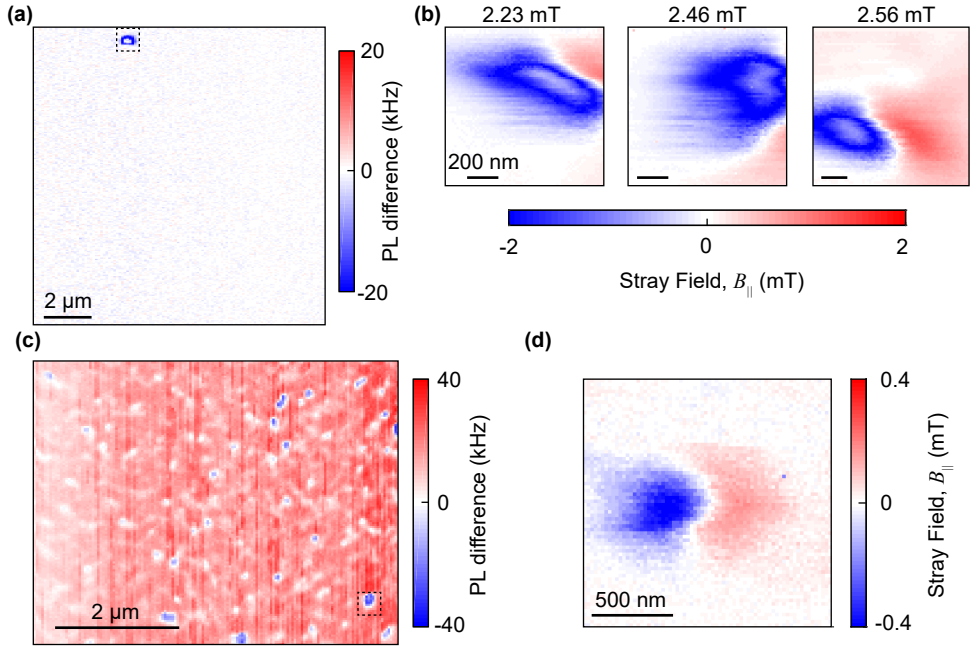 (a)
2 μm
20
0
-20
PL difference (kHz)
(b)
2.23 mT
2.46 mT
2.56 mT
200 nm
-2
0
2
Stray Field, B|| (mT)
(c)
2 μm
40
0
-40
PL difference (kHz)
(d)
500 nm
0.4
0
-0.4
Stray Field, B|| (mT)